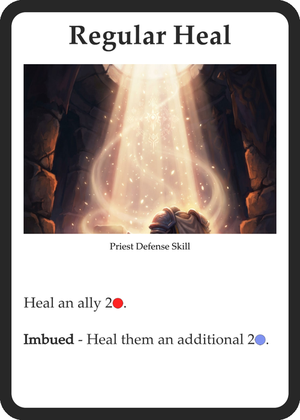 Regular Heal
Priest Defense Skill
Heal an ally 2🔴.
Imbued - Heal them an additional 2🔵.